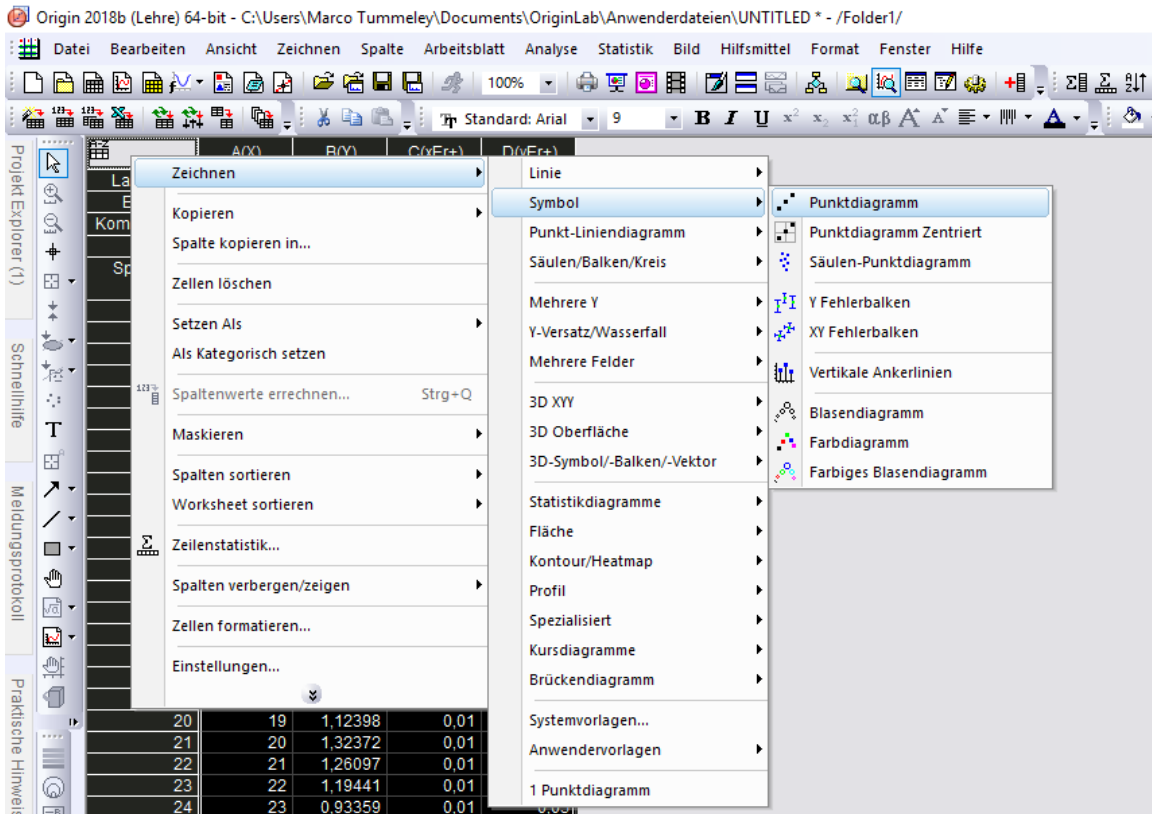 Origin 2018b (Lehre) 64-bit - C:\Users\Marco Tummeley\Documents\OriginLab\Anwenderdateien\UNTITLED * - /Folder1/
Datei Bearbeiten Ansicht Zeichnen Spalte Arbeitsblatt Analyse Statistik Bild Hilfsmittel Format Fenster Hilfe
100%
Standard: Arial 9 B I U
Projekt Explorer (1)
Schnellhilfe
Meldungsprotokoll
Praktische Hinweis
A(X) B(Y) C(xEr±) D(yEr±)
La
E
Kom
Sp
Zeichnen
Kopieren
Spalte kopieren in...
Zellen löschen
Setzen Als
Als Kategorisch setzen
Spaltenwerte errechnen... Strg+Q
Maskieren
Spalten sortieren
Worksheet sortieren
Zeilenstatistik...
Spalten verbergen/zeigen
Zellen formatieren...
Einstellungen...
Linie
Symbol
Punkt-Liniendiagramm
Säulen/Balken/Kreis
Mehrere Y
Y-Versatz/Wasserfall
Mehrere Felder
3D XYY
3D Oberfläche
3D-Symbol/-Balken/-Vektor
Statistikdiagramme
Fläche
Kontour/Heatmap
Profil
Spezialisiert
Kursdiagramme
Brückendiagramm
Systemvorlagen...
Anwendervorlagen
1 Punktdiagramm
Punktdiagramm
Punktdiagramm Zentriert
Säulen-Punktdiagramm
Y Fehlerbalken
XY Fehlerbalken
Vertikale Ankerlinien
Blasendiagramm
Farbdiagramm
Farbiges Blasendiagramm
20 19 1,12398 0,01
21 20 1,32372 0,01
22 21 1,26097 0,01
23 22 1,19441 0,01
24 23 0,93359 0,01